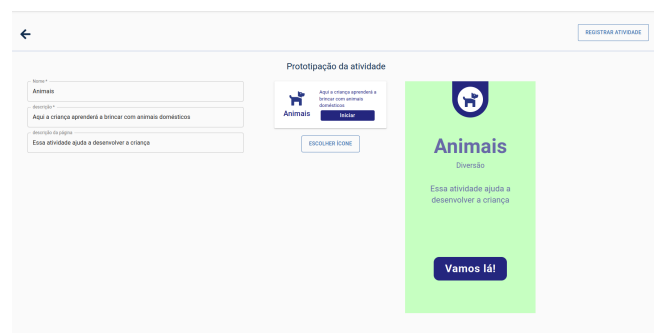 REGISTRAR ATIVIDADE
Prototipação da atividade
Nome *
Animais
descrição *
Aqui a criança aprenderá a brincar com animais domésticos
descrição da página
Essa atividade ajuda a desenvolver a criança
Animais
Aqui a criança aprenderá a
brincar com animais
domésticos
Iniciar
ESCOLHER ÍCONE
Animais
Diversão
Essa atividade ajuda a
desenvolver a criança
Vamos lá!